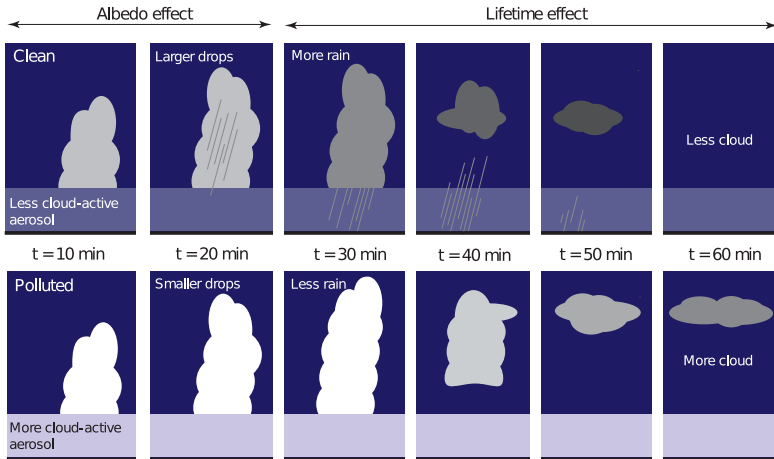 Albedo effect
Lifetime effect
Clean
Larger drops
More rain
Less cloud
Less cloud-active
aerosol
t = 10 min
t = 20 min
t = 30 min
t = 40 min
t = 50 min
t = 60 min
Polluted
Smaller drops
Less rain
More cloud
More cloud-active
aerosol